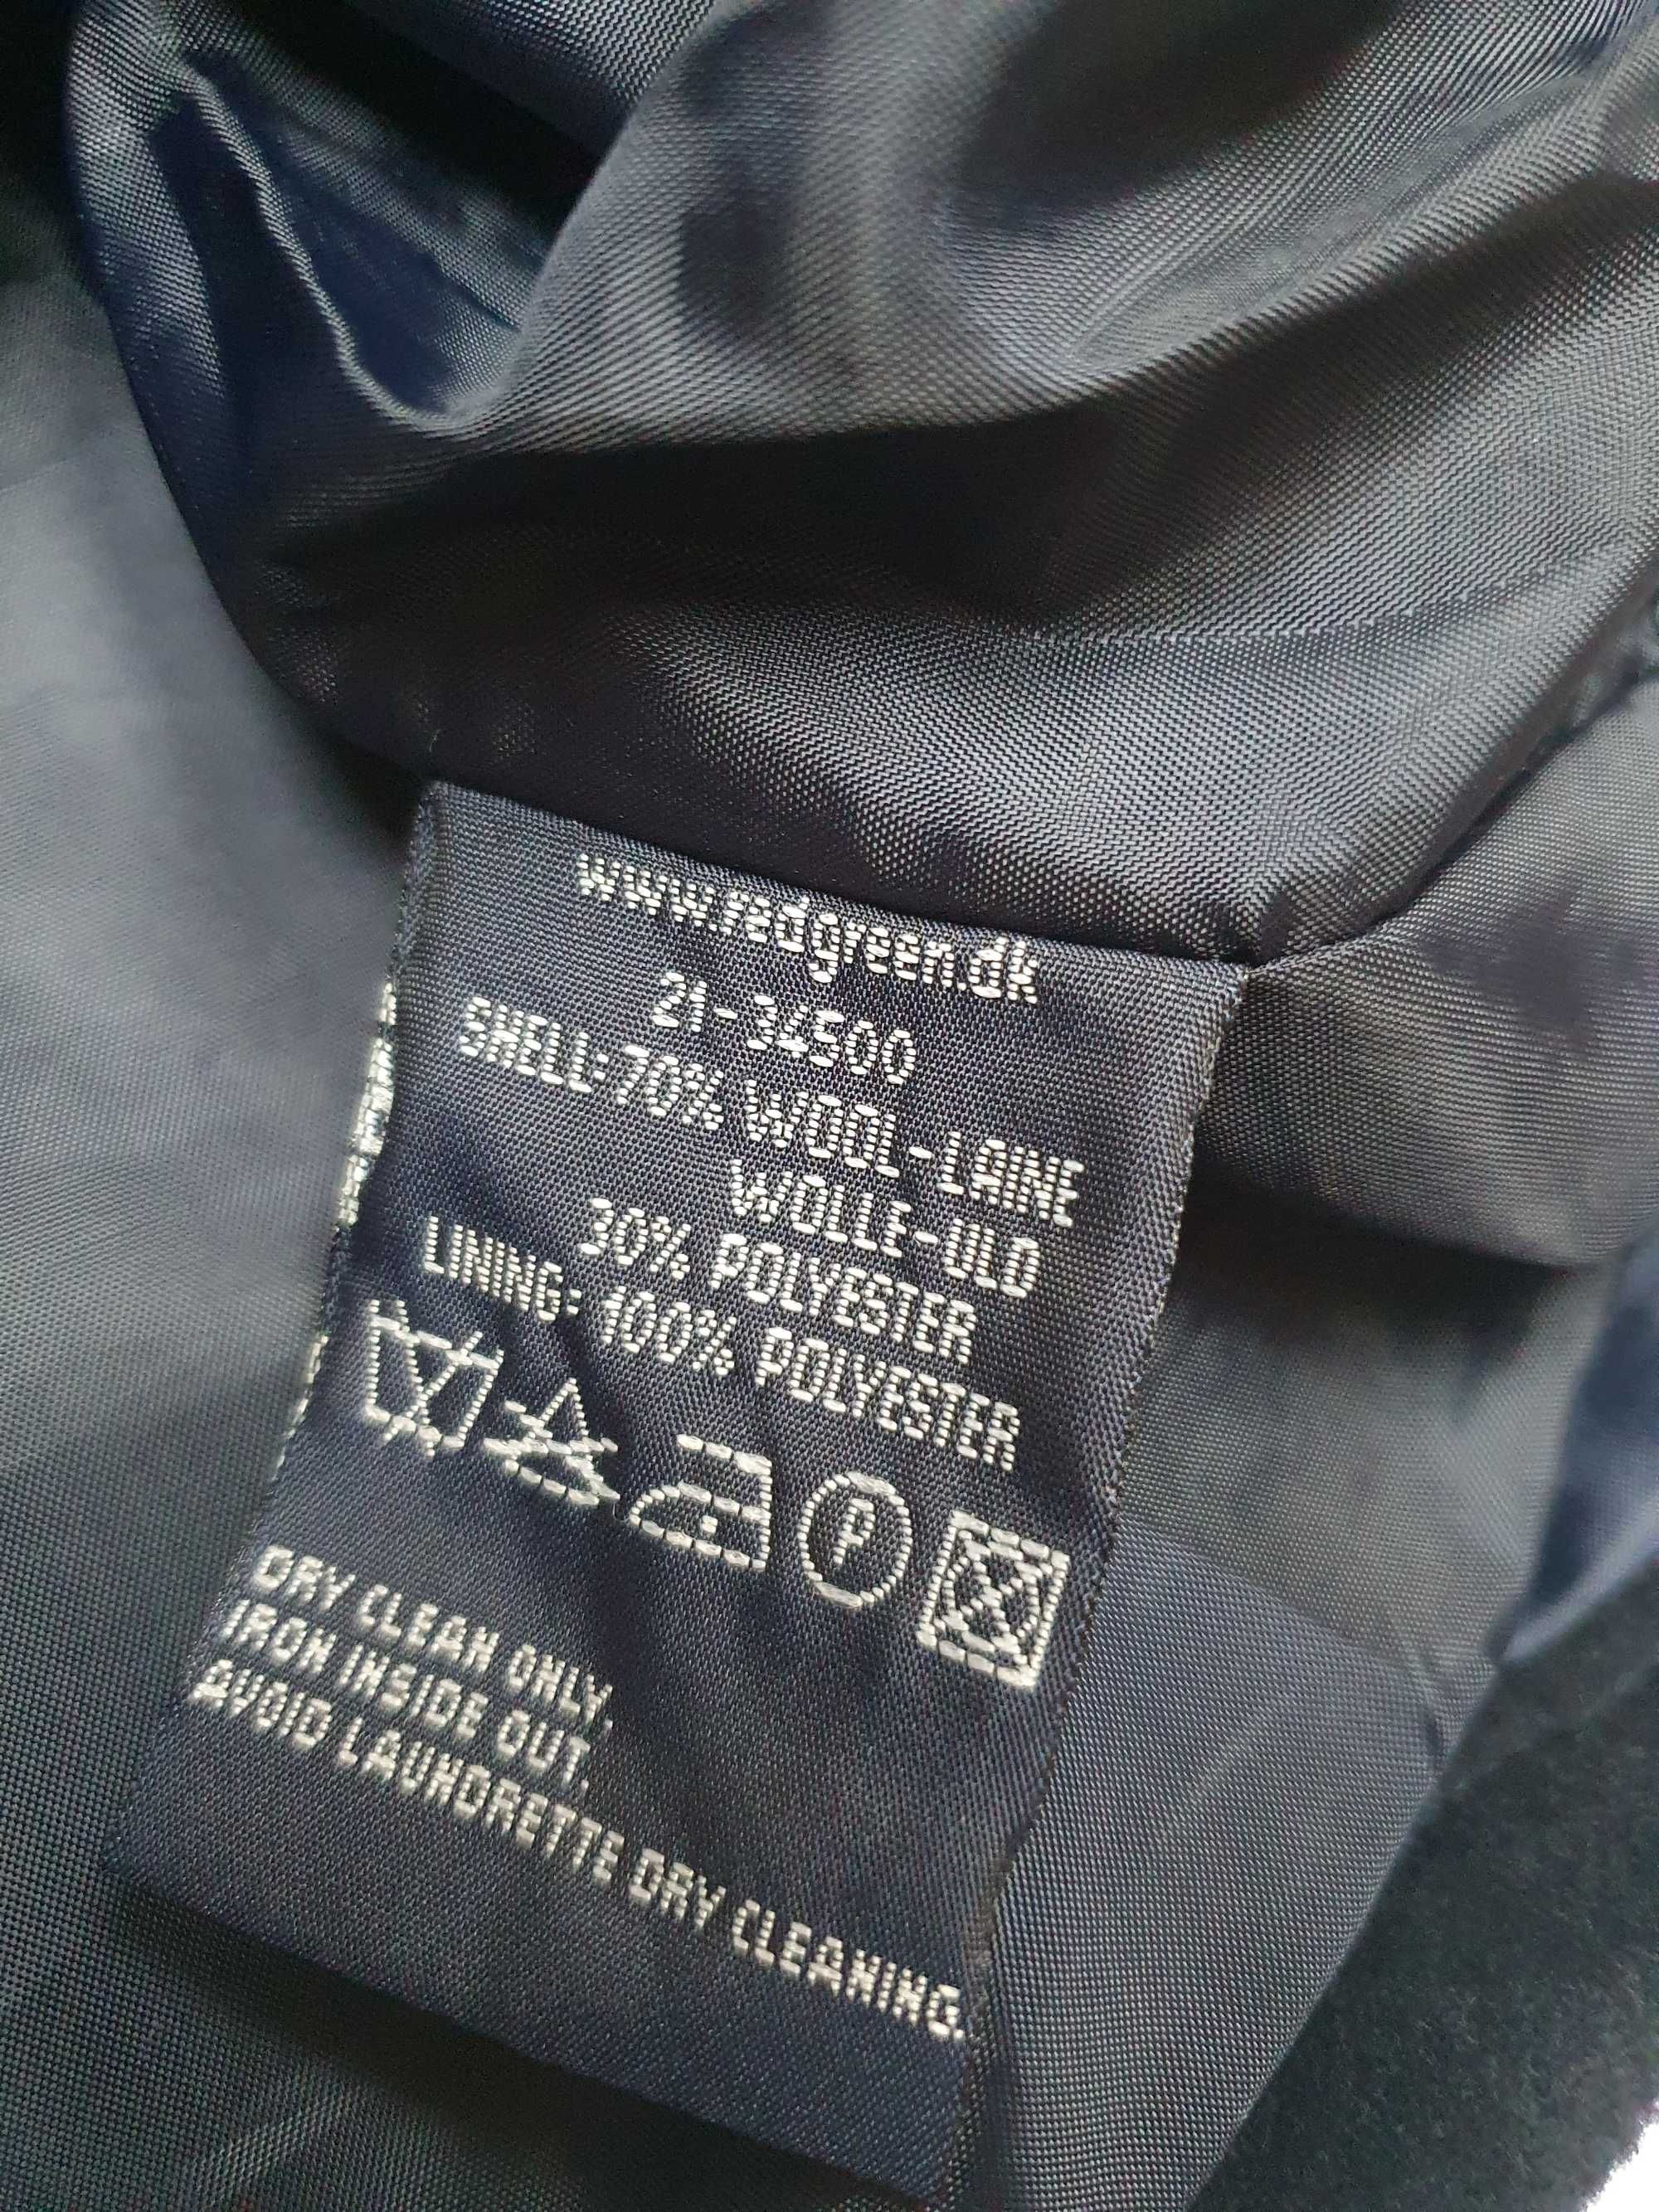 www.redgreen.dk
21-34500
SHELL: 70% WOOL-LAINE
WOLLE-ULD
30% POLYESTER
LINING: 100% POLYESTER
P
DRY CLEAN ONLY.
IRON INSIDE OUT.
AVOID LAUNDRETTE DRY CLEANING.